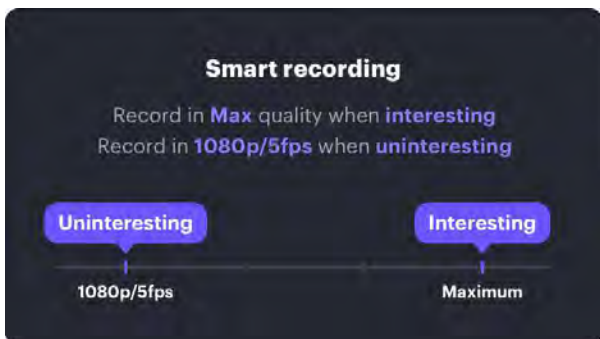 Smart recording
Record in Max quality when interesting
Record in 1080p/5fps when uninteresting
Uninteresting
Interesting
1080p/5fps
Maximum